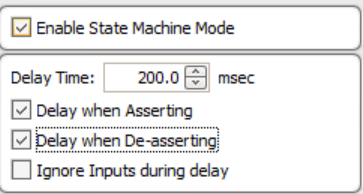 Enable State Machine Mode
Delay Time: 200.0 msec
Delay when Asserting
Delay when De-asserting
Ignore Inputs during delay